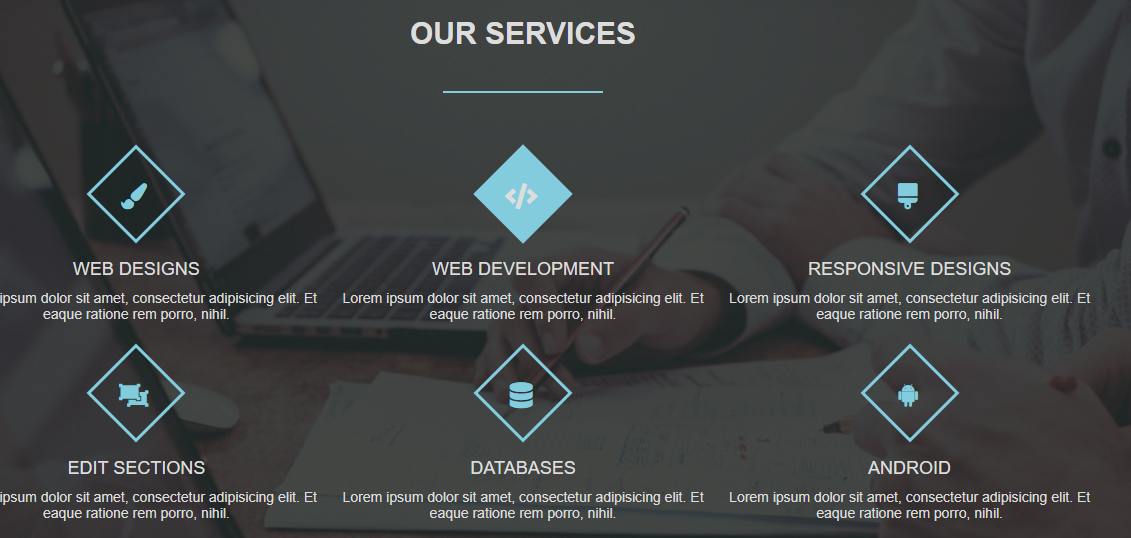 OUR SERVICES
WEB DESIGNS
ipsum dolor sit amet, consectetur adipisicing elit. Et
eaque ratione rem porro, nihil.
WEB DEVELOPMENT
Lorem ipsum dolor sit amet, consectetur adipisicing elit. Et
eaque ratione rem porro, nihil.
RESPONSIVE DESIGNS
Lorem ipsum dolor sit amet, consectetur adipisicing elit. Et
eaque ratione rem porro, nihil.
EDIT SECTIONS
ipsum dolor sit amet, consectetur adipisicing elit. Et
eaque ratione rem porro, nihil.
DATABASES
Lorem ipsum dolor sit amet, consectetur adipisicing elit. Et
eaque ratione rem porro, nihil.
ANDROID
Lorem ipsum dolor sit amet, consectetur adipisicing elit. Et
eaque ratione rem porro, nihil.